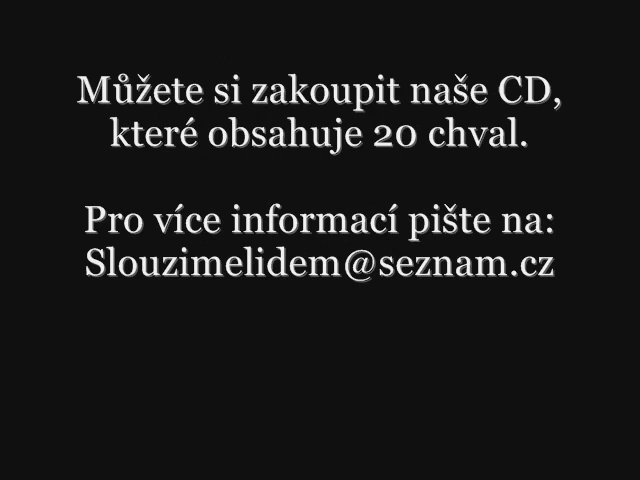 Můžete si zakoupit naše CD,
které obsahuje 20 chval.
Pro více informací pište na:
Slouzimelidem@seznam.cz